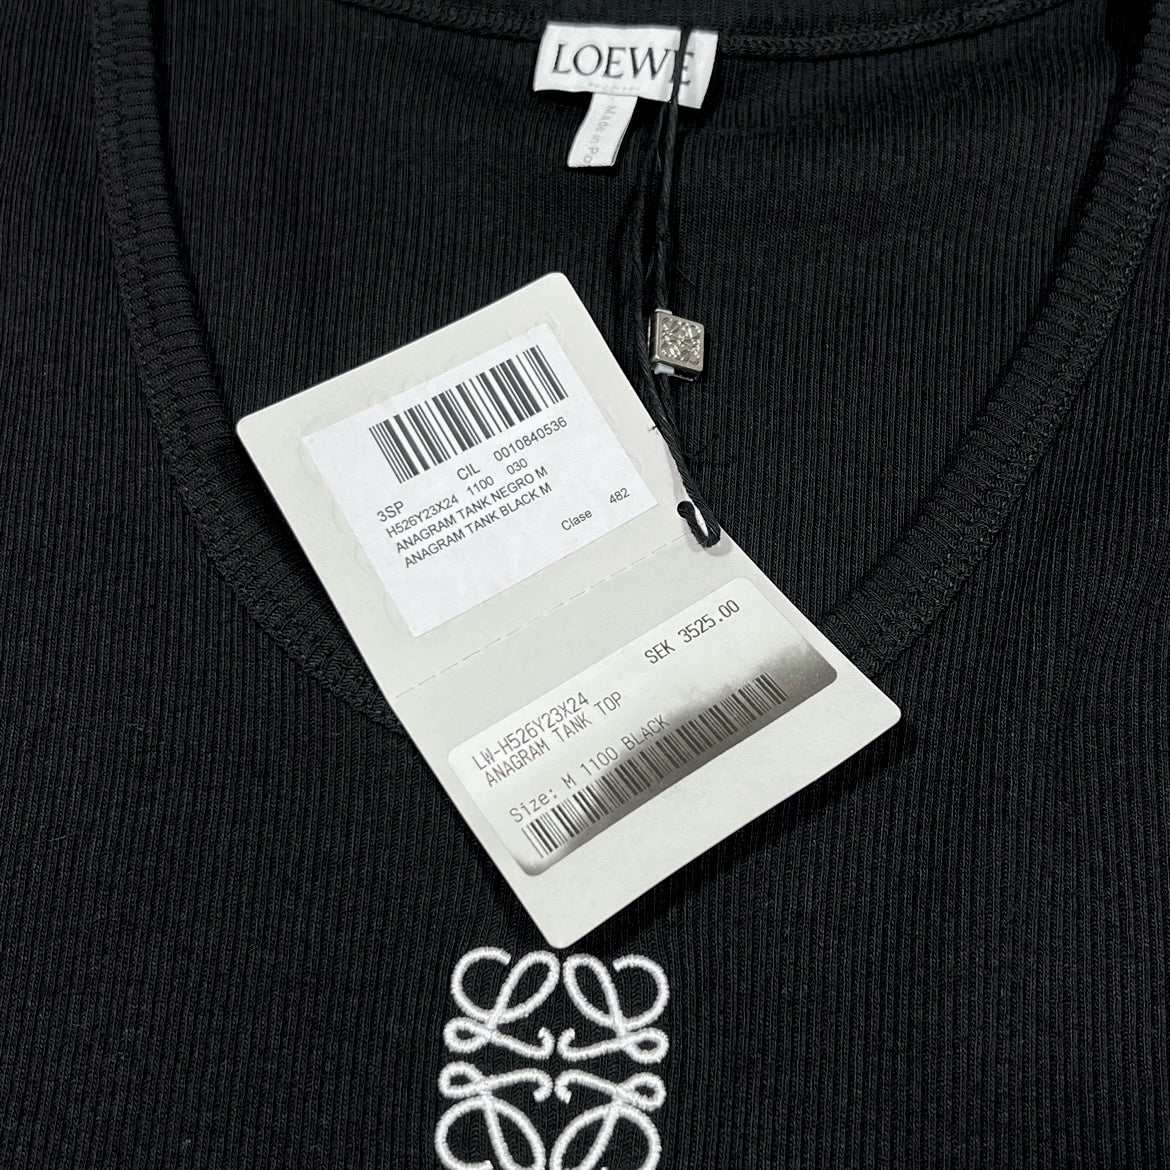 LOEWE
Made in Po
CIL 0010840536
3SP
H526Y23X24 1100 030
ANAGRAM TANK NEGRO M
ANAGRAM TANK BLACK M
Clase 482
SEK 3525.00
LW-H526Y23X24
ANAGRAM TANK TOP
Size: M 1100 BLACK